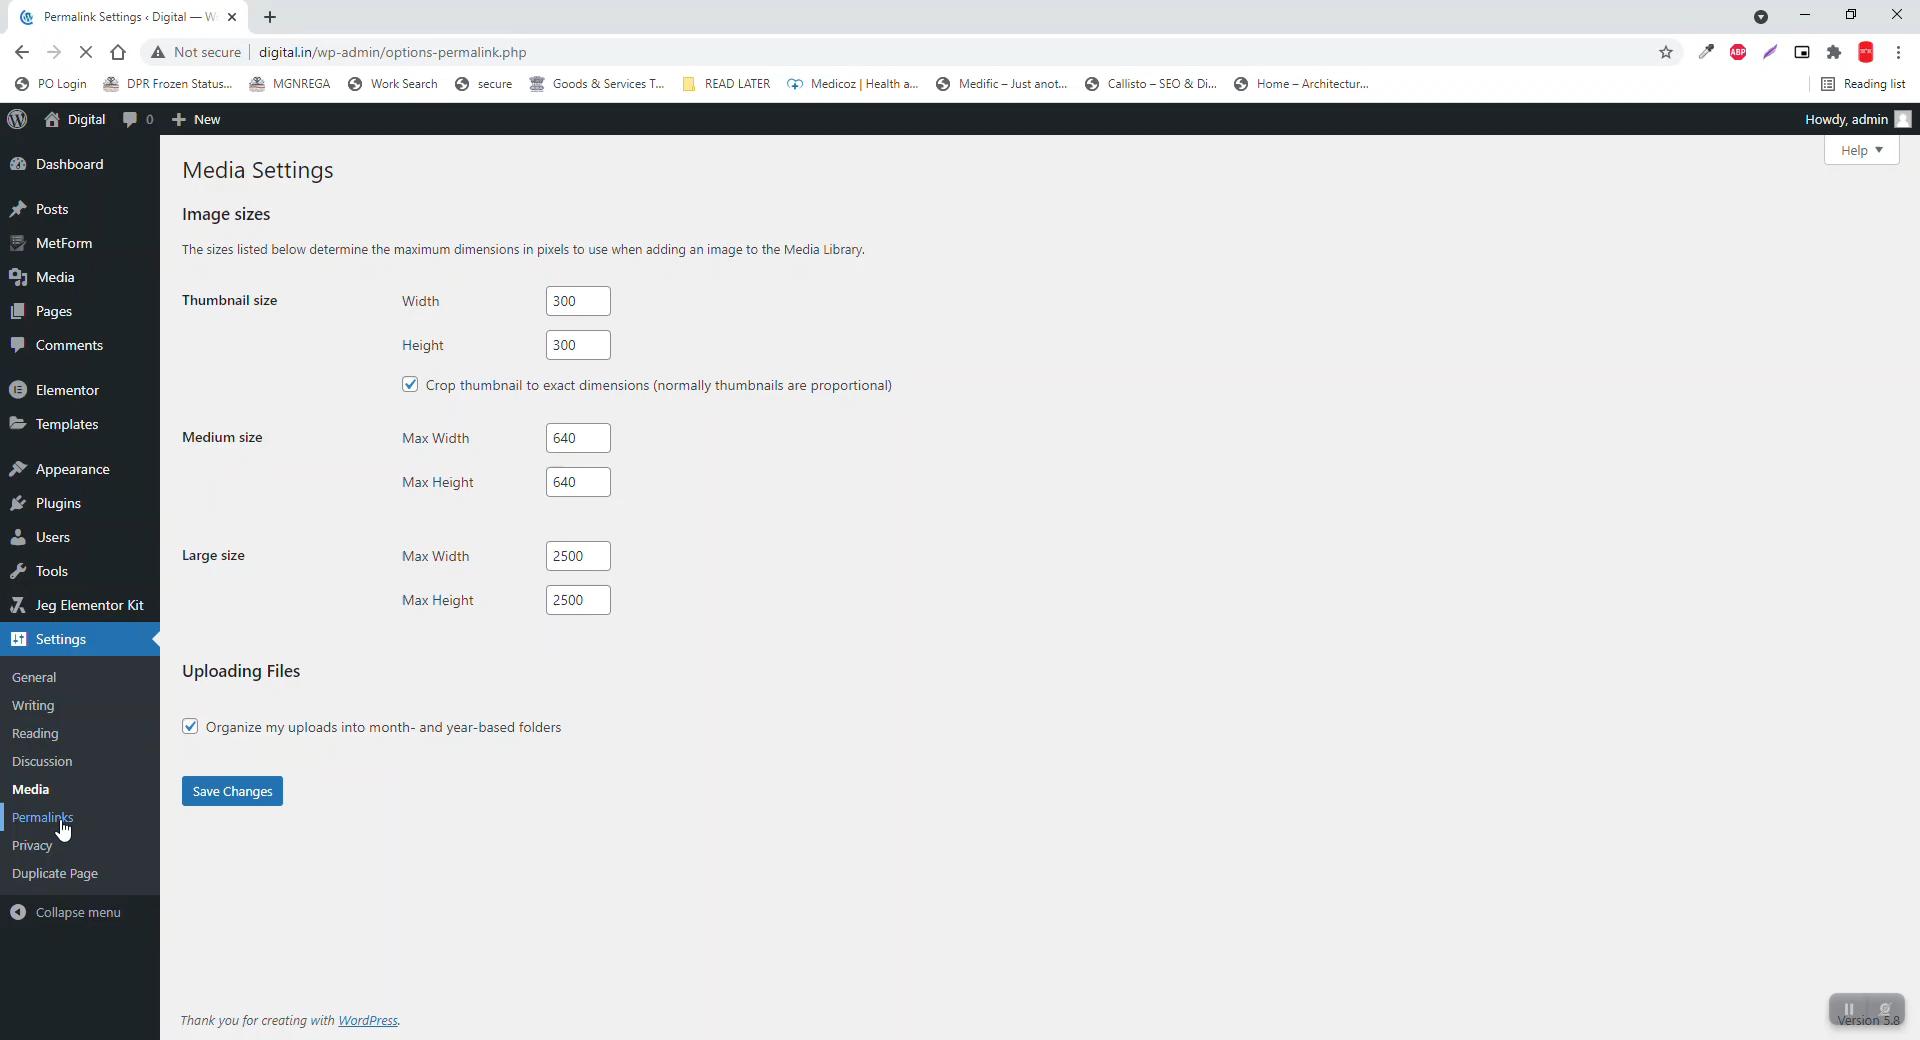 Permalink Settings ‹ Digital — W
Not secure digital.in/wp-admin/options-permalink.php
PO Login DPR Frozen Status... MGNREGA Work Search secure Goods & Services T... READ LATER Medicoz | Health a... Medific – Just anot... Callisto – SEO & Di... Home – Architectur... Reading list
Digital 0 New Howdy, admin
Help
Dashboard
Posts
MetForm
Media
Pages
Comments
Elementor
Templates
Appearance
Plugins
Users
Tools
Jeg Elementor Kit
Settings
General
Writing
Reading
Discussion
Media
Permalinks
Privacy
Duplicate Page
Collapse menu
Media Settings
Image sizes
The sizes listed below determine the maximum dimensions in pixels to use when adding an image to the Media Library.
Thumbnail size Width 300
Height 300
Crop thumbnail to exact dimensions (normally thumbnails are proportional)
Medium size Max Width 640
Max Height 640
Large size Max Width 2500
Max Height 2500
Uploading Files
Organize my uploads into month- and year-based folders
Save Changes
Thank you for creating with WordPress.
Version 5.8